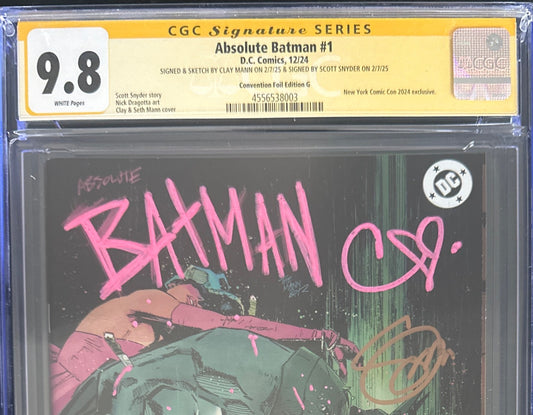 CGC Signature SERIES
9.8
WHITE Pages
Absolute Batman #1
D.C. Comics, 12/24
SIGNED & SKETCH BY CLAY MANN ON 2/7/25 & SIGNED BY SCOTT SNYDER ON 2/7/25
Convention Foil Edition G
4556538003
Scott Snyder story
Nick Dragotta art
Clay & Seth Mann cover
New York Comic Con 2024 exclusive.
CGC
ABSOLUTE
BATMAN
DC